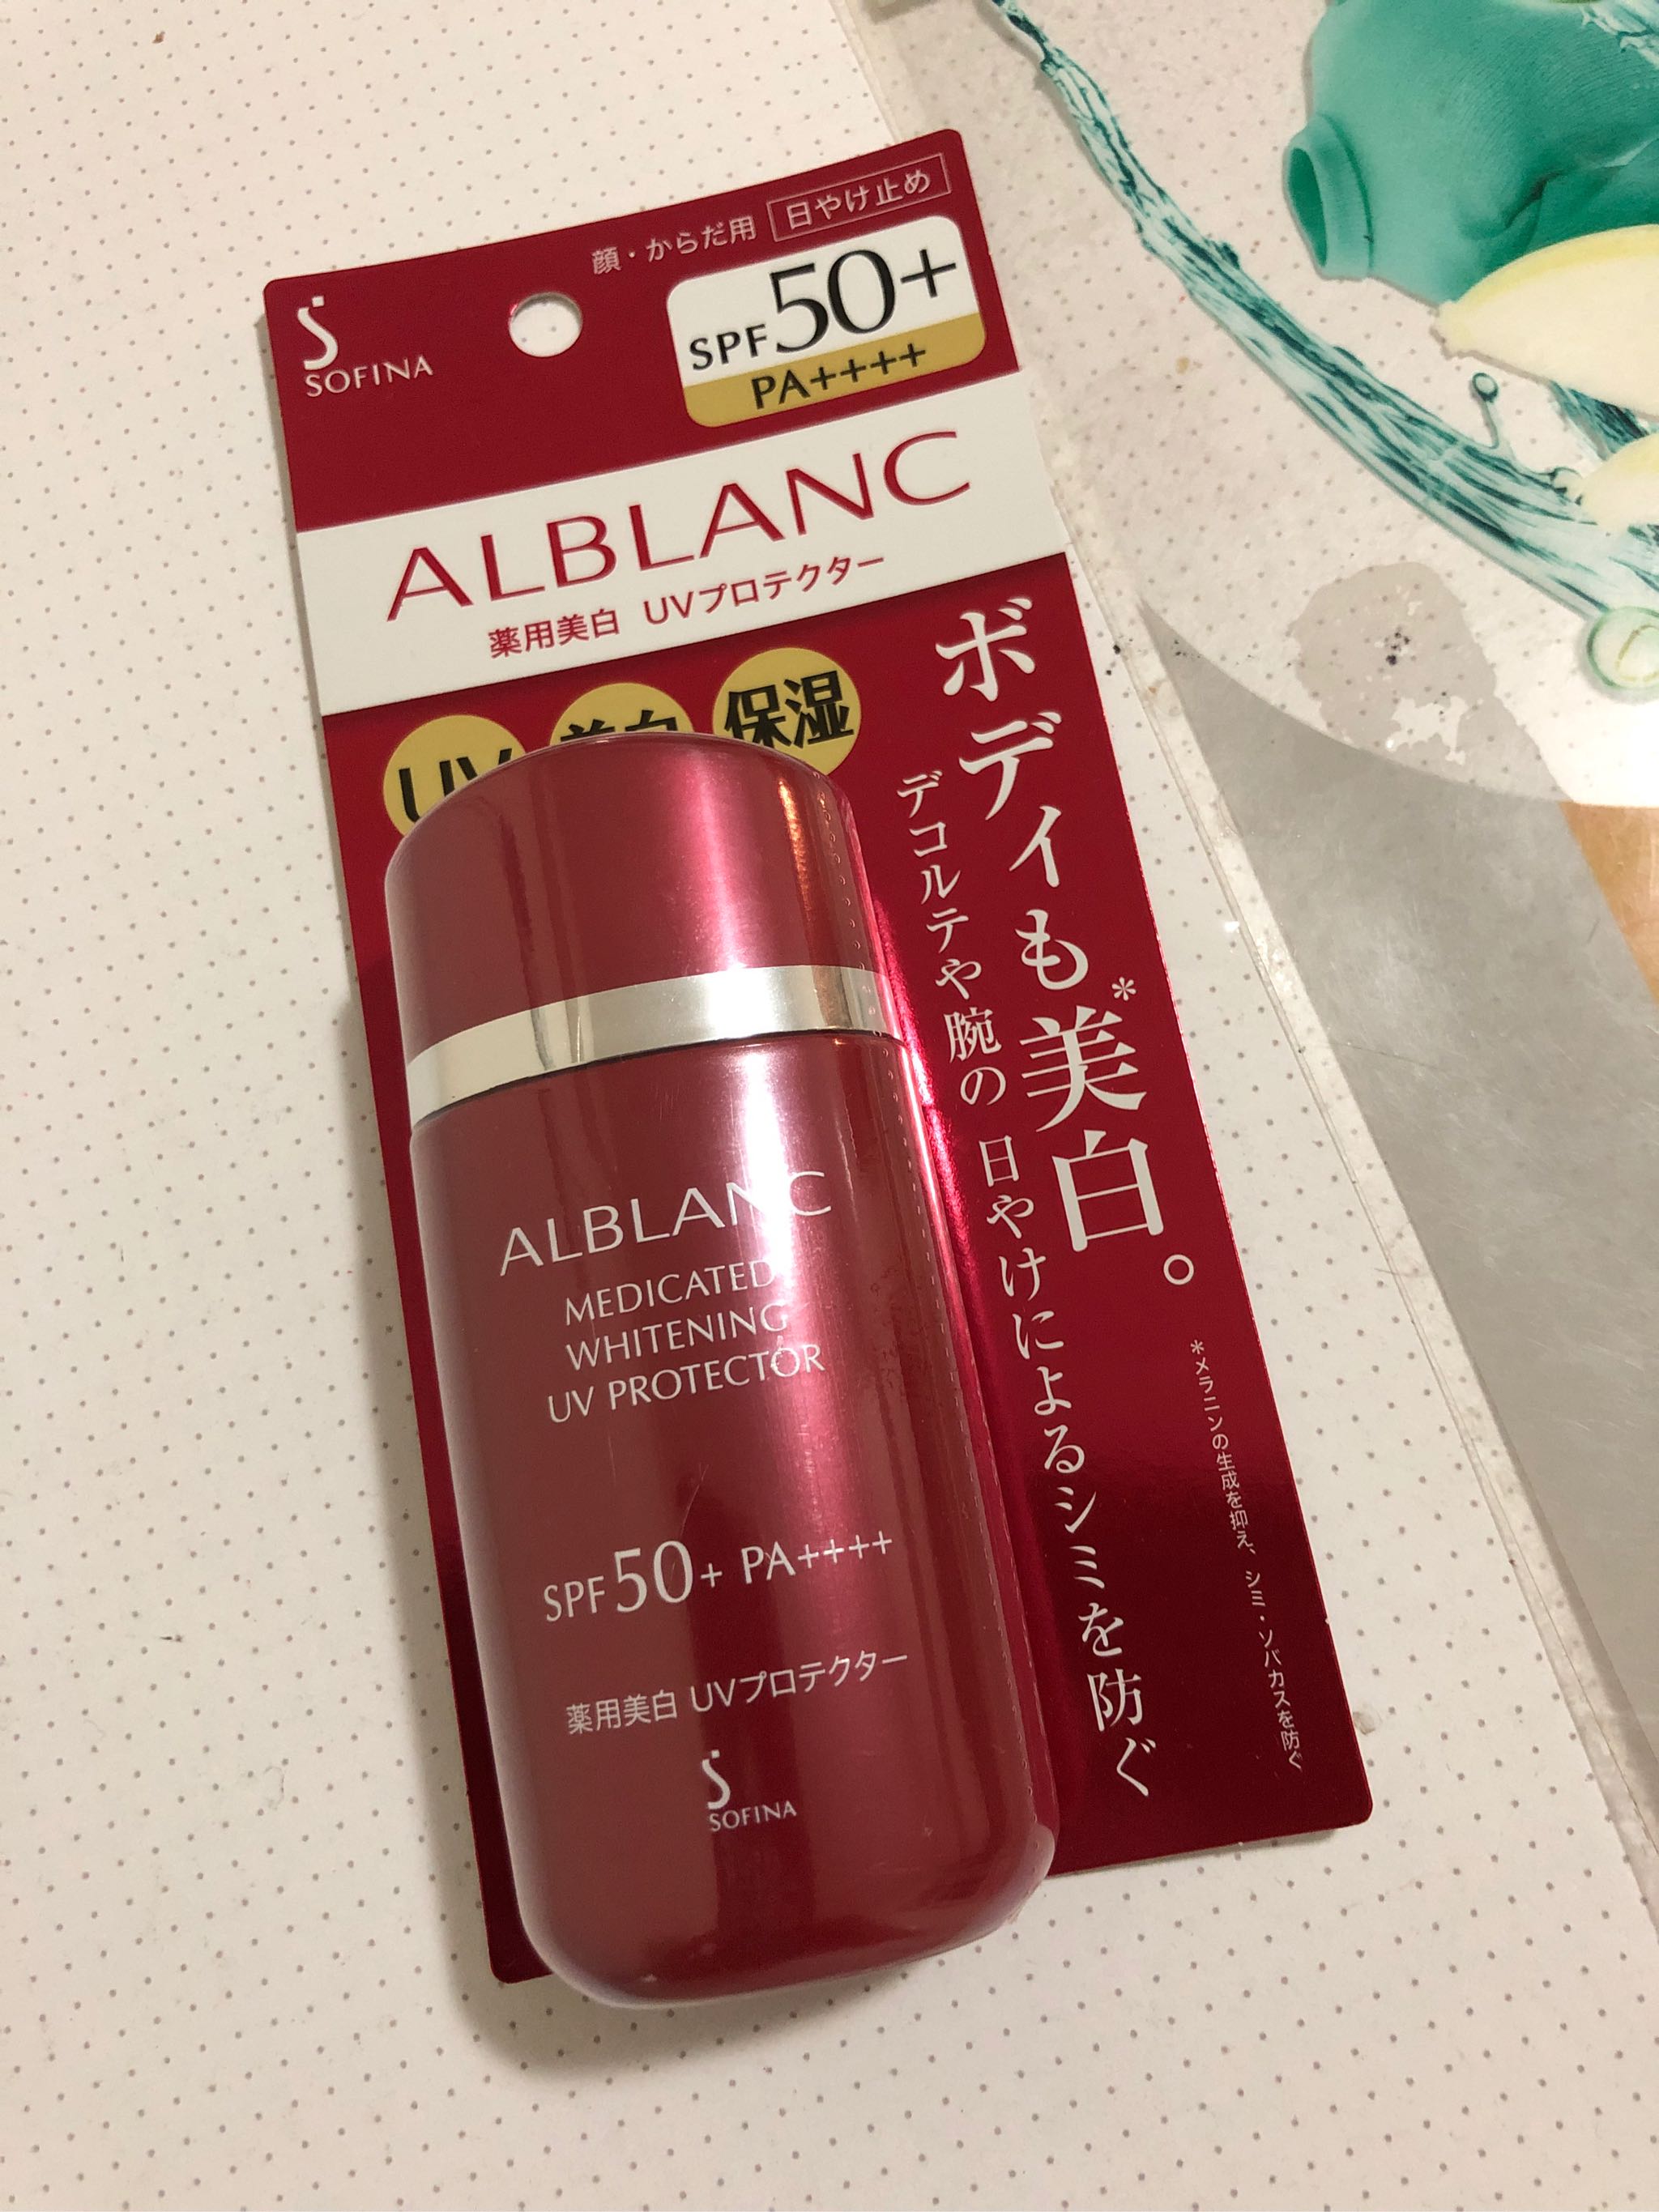 顔・からだ用 日やけ止め
SOFINA
SPF50+
PA++++
ALBLANC
薬用美白 UVプロテクター
UV 美白 保湿
ボディも美白*。
デコルテや腕の 日やけによるシミを防ぐ
*メラニンの生成を抑え、シミ・ソバカスを防ぐ
ALBLANC
MEDICATED
WHITENING
UV PROTECTOR
SPF50+ PA++++
薬用美白 UVプロテクター
SOFINA